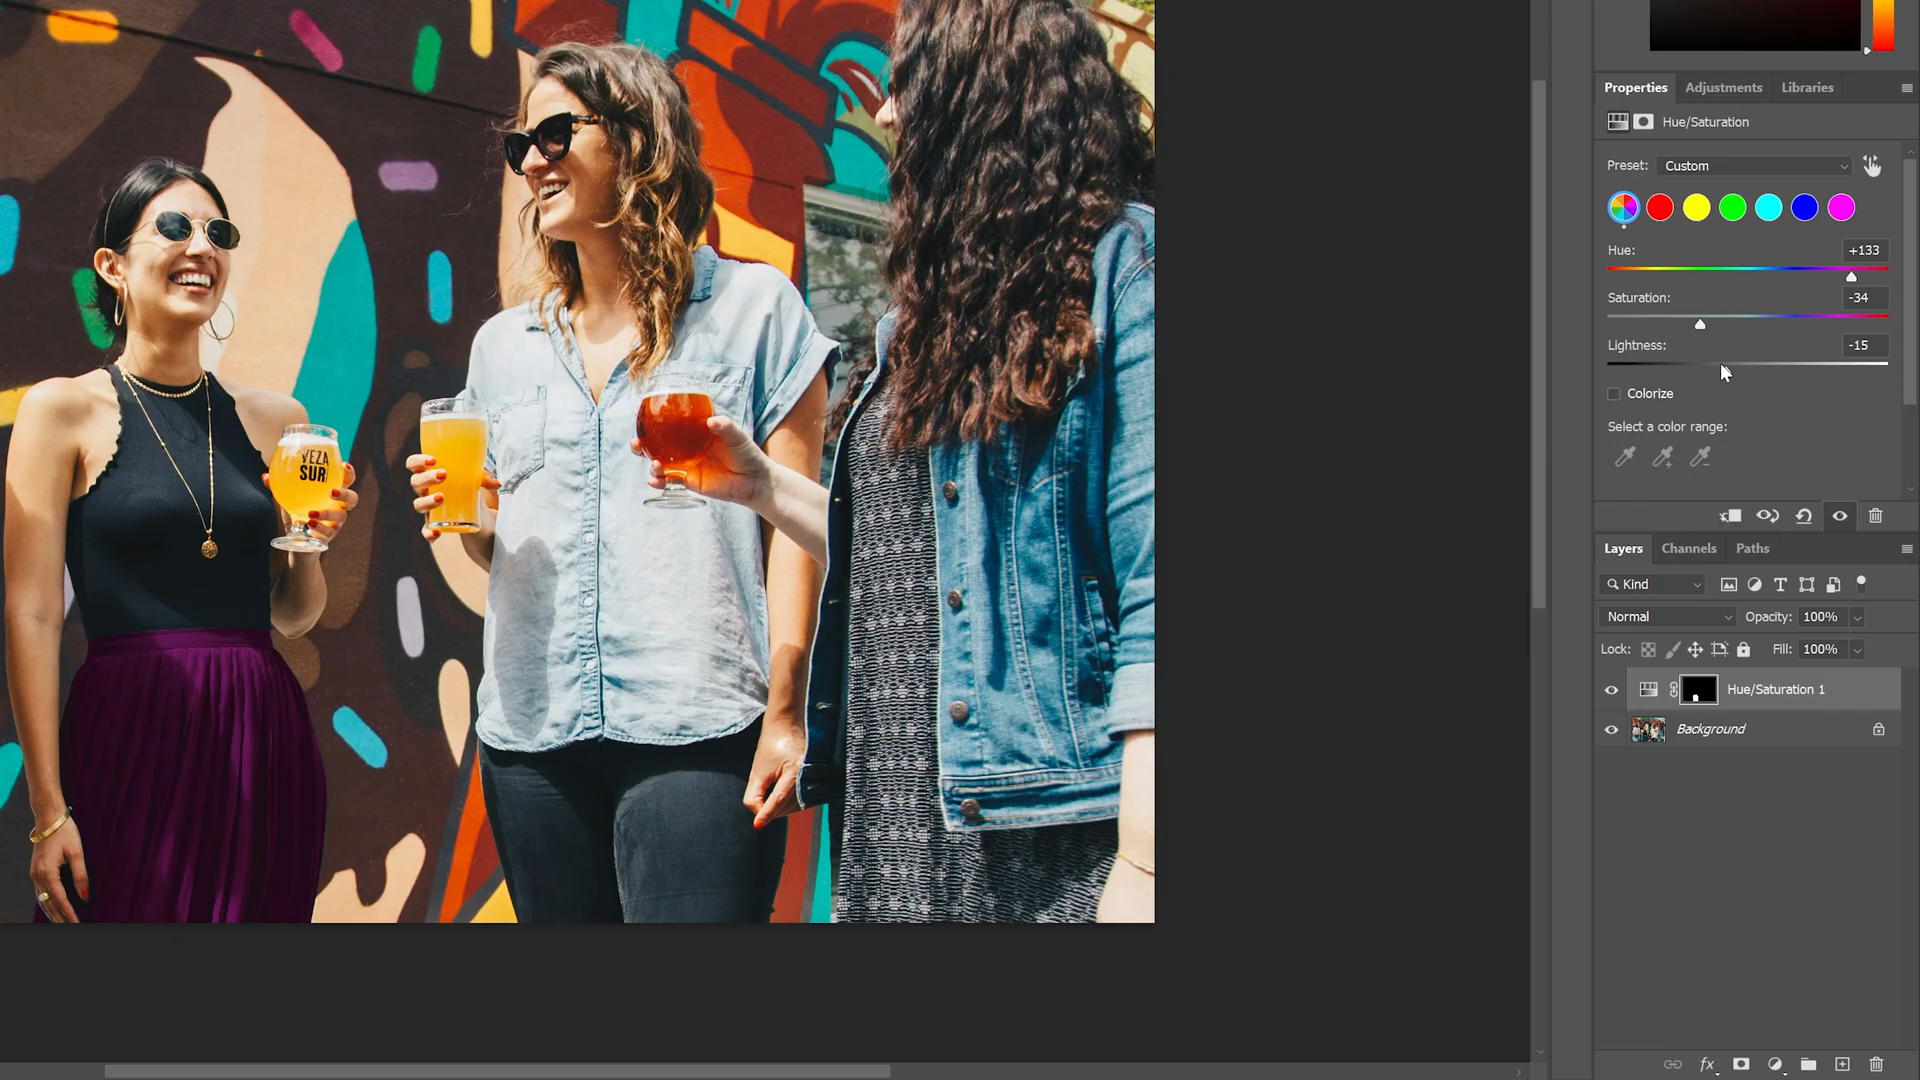 VEZA
SUR
Properties Adjustments Libraries
Hue/Saturation
Preset: Custom
Hue: +133
Saturation: -34
Lightness: -15
Colorize
Select a color range:
Layers Channels Paths
Kind
Normal Opacity: 100%
Lock: Fill: 100%
Hue/Saturation 1
Background
fx